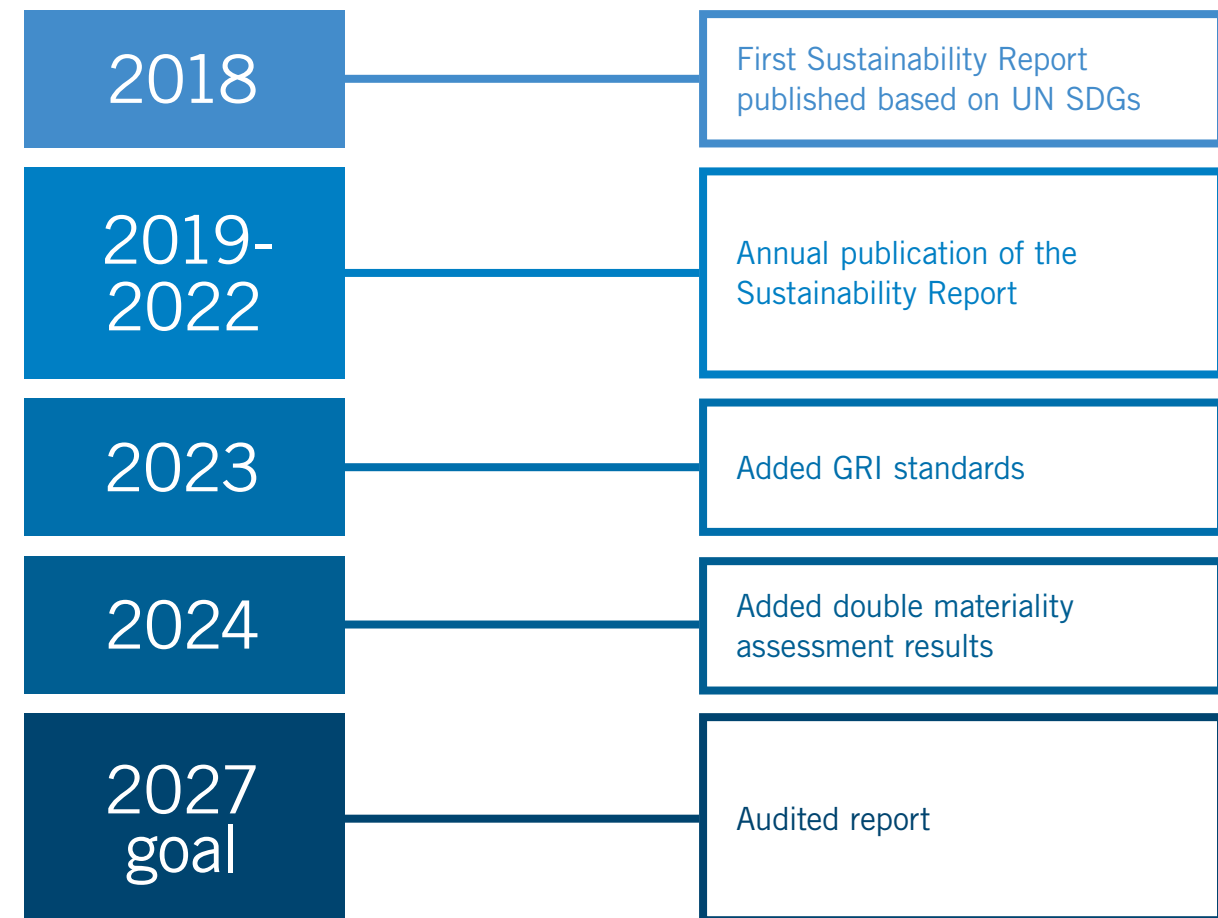 2018
First Sustainability Report
published based on UN SDGs
2019-
2022
Annual publication of the
Sustainability Report
2023
Added GRI standards
2024
Added double materiality
assessment results
2027
goal
Audited report